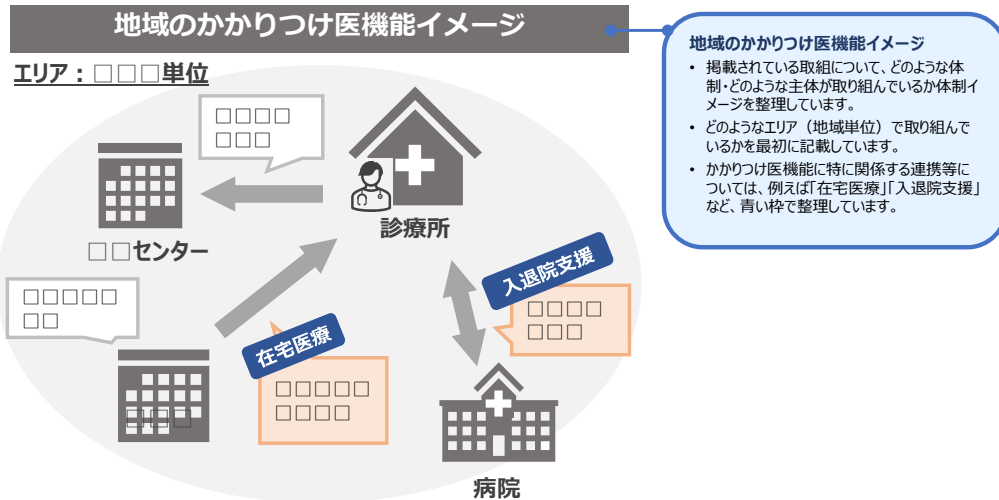 地域のかかりつけ医機能イメージ
エリア：□□□単位
□□□□
□□□
診療所
□□センター
□□□□□
□□
□□□
在宅医療
□□□□□
□□□□
入退院支援
□□□□
□□□
病院
地域のかかりつけ医機能イメージ
• 掲載されている取組について、どのような体
制・どのような主体が取り組んでいるか体制イ
メージを整理しています。
• どのようなエリア（地域単位）で取り組んで
いるかを最初に記載しています。
• かかりつけ医機能に特に関係する連携等に
ついては、例えば「在宅医療」「入退院支援」
など、青い枠で整理しています。